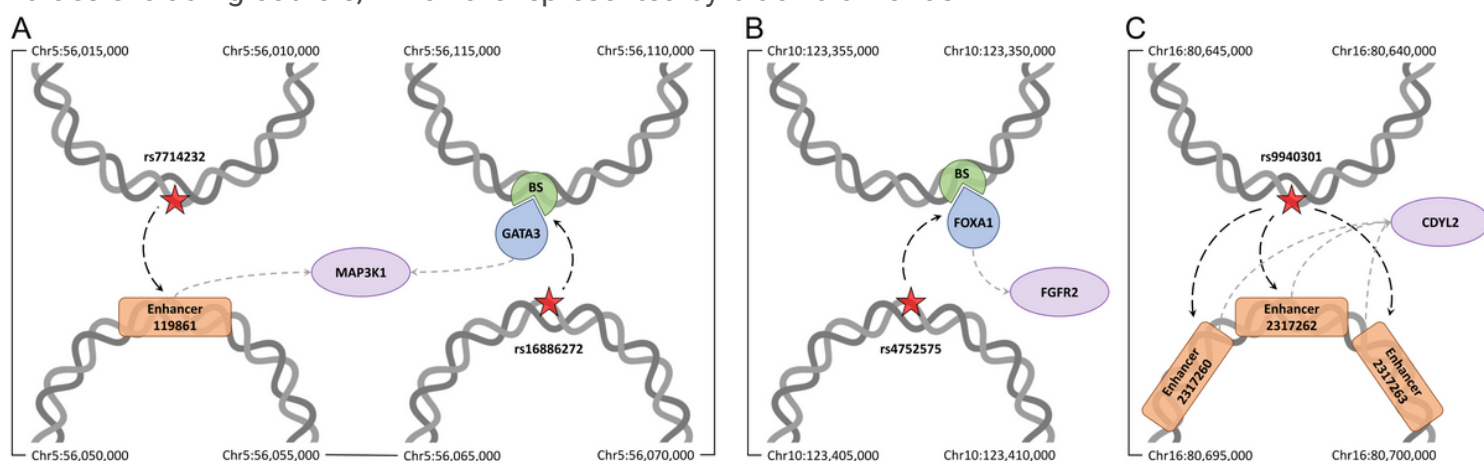 A
B
C
Chr5:56,015,000
Chr5:56,010,000
Chr5:56,115,000
Chr5:56,110,000
Chr10:123,355,000
Chr10:123,350,000
Chr16:80,645,000
Chr16:80,640,000
rs7714232
BS
GATA3
MAP3K1
Enhancer
119861
rs16886272
BS
FOXA1
FGFR2
rs4752575
rs9940301
CDYL2
Enhancer
2317260
Enhancer
2317262
Enhancer
2317263
Chr5:56,050,000
Chr5:56,055,000
Chr5:56,065,000
Chr5:56,070,000
Chr10:123,405,000
Chr10:123,410,000
Chr16:80,695,000
Chr16:80,700,000